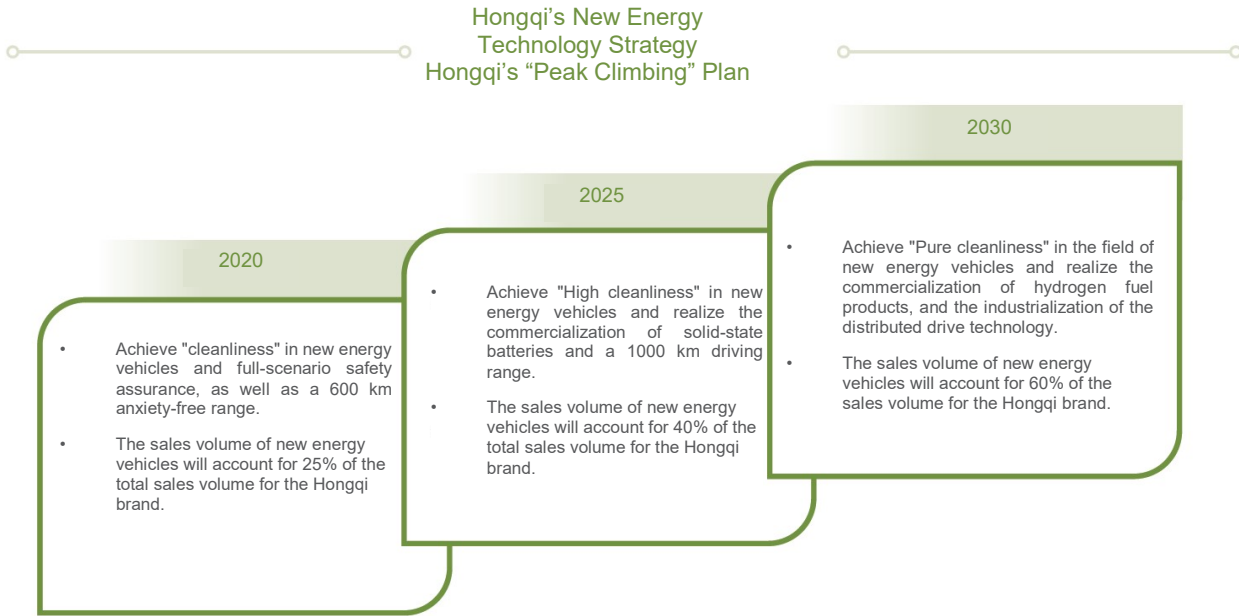 Hongqi’s New Energy
Technology Strategy
Hongqi’s “Peak Climbing” Plan
2020
• Achieve "cleanliness" in new energy
vehicles and full-scenario safety
assurance, as well as a 600 km
anxiety-free range.
• The sales volume of new energy
vehicles will account for 25% of the
total sales volume for the Hongqi
brand.
2025
• Achieve "High cleanliness" in new
energy vehicles and realize the
commercialization of solid-state
batteries and a 1000 km driving
range.
• The sales volume of new energy
vehicles will account for 40% of the
total sales volume for the Hongqi
brand.
2030
• Achieve "Pure cleanliness" in the field of
new energy vehicles and realize the
commercialization of hydrogen fuel
products, and the industrialization of the
distributed drive technology.
• The sales volume of new energy
vehicles will account for 60% of the
sales volume for the Hongqi brand.